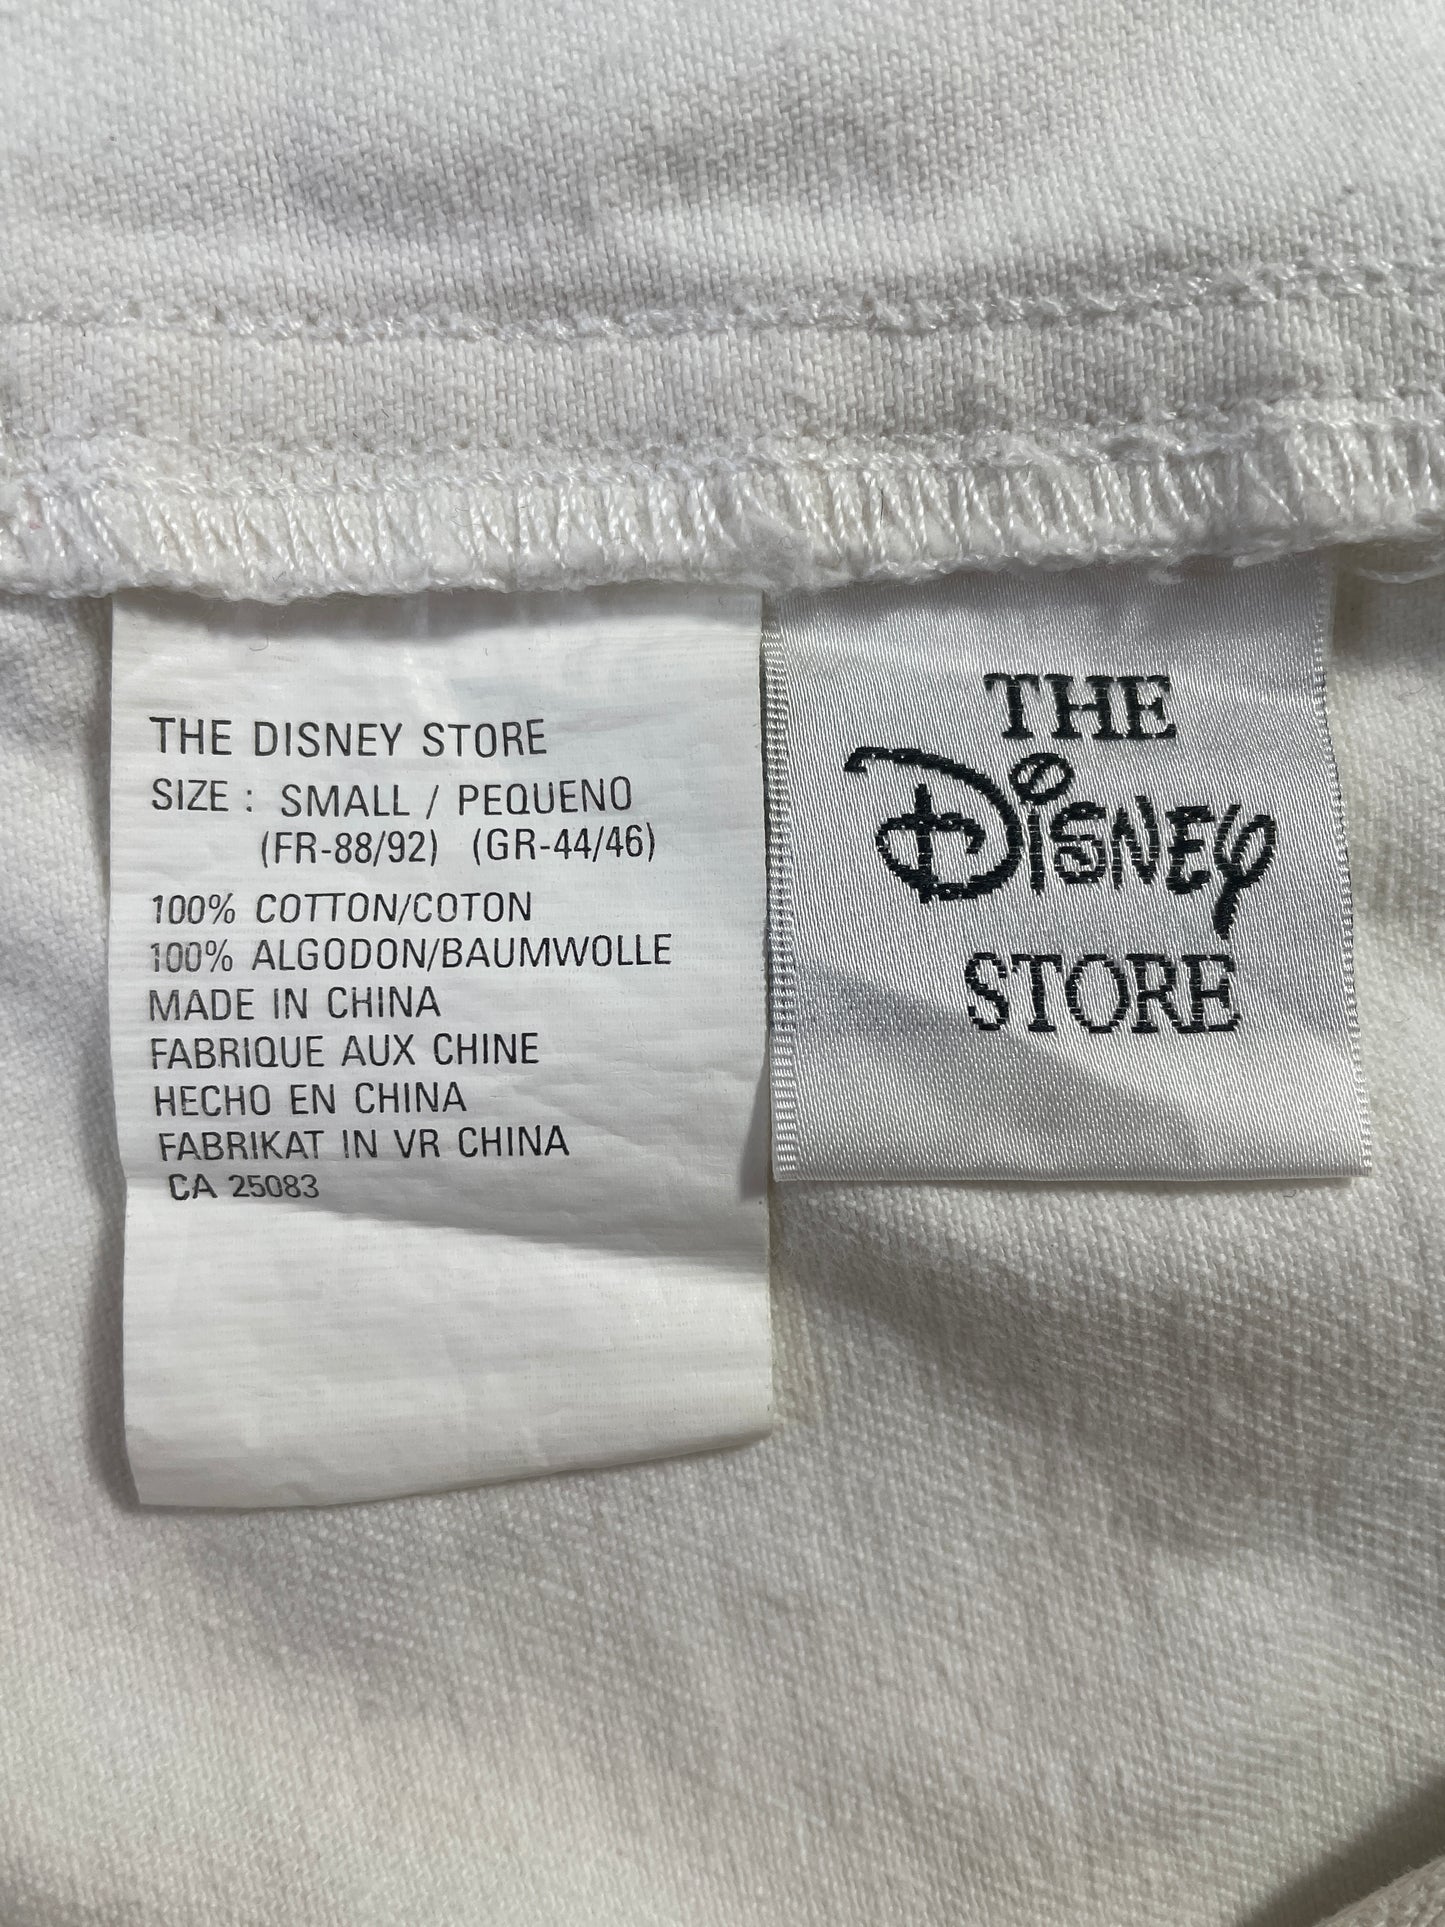 THE DISNEY STORE
SIZE : SMALL / PEQUENO
(FR-88/92) (GR-44/46)
100% COTTON/COTON
100% ALGODON/BAUMWOLLE
MADE IN CHINA
FABRIQUE AUX CHINE
HECHO EN CHINA
FABRIKAT IN VR CHINA
CA 25083
THE
DISNEY
STORE